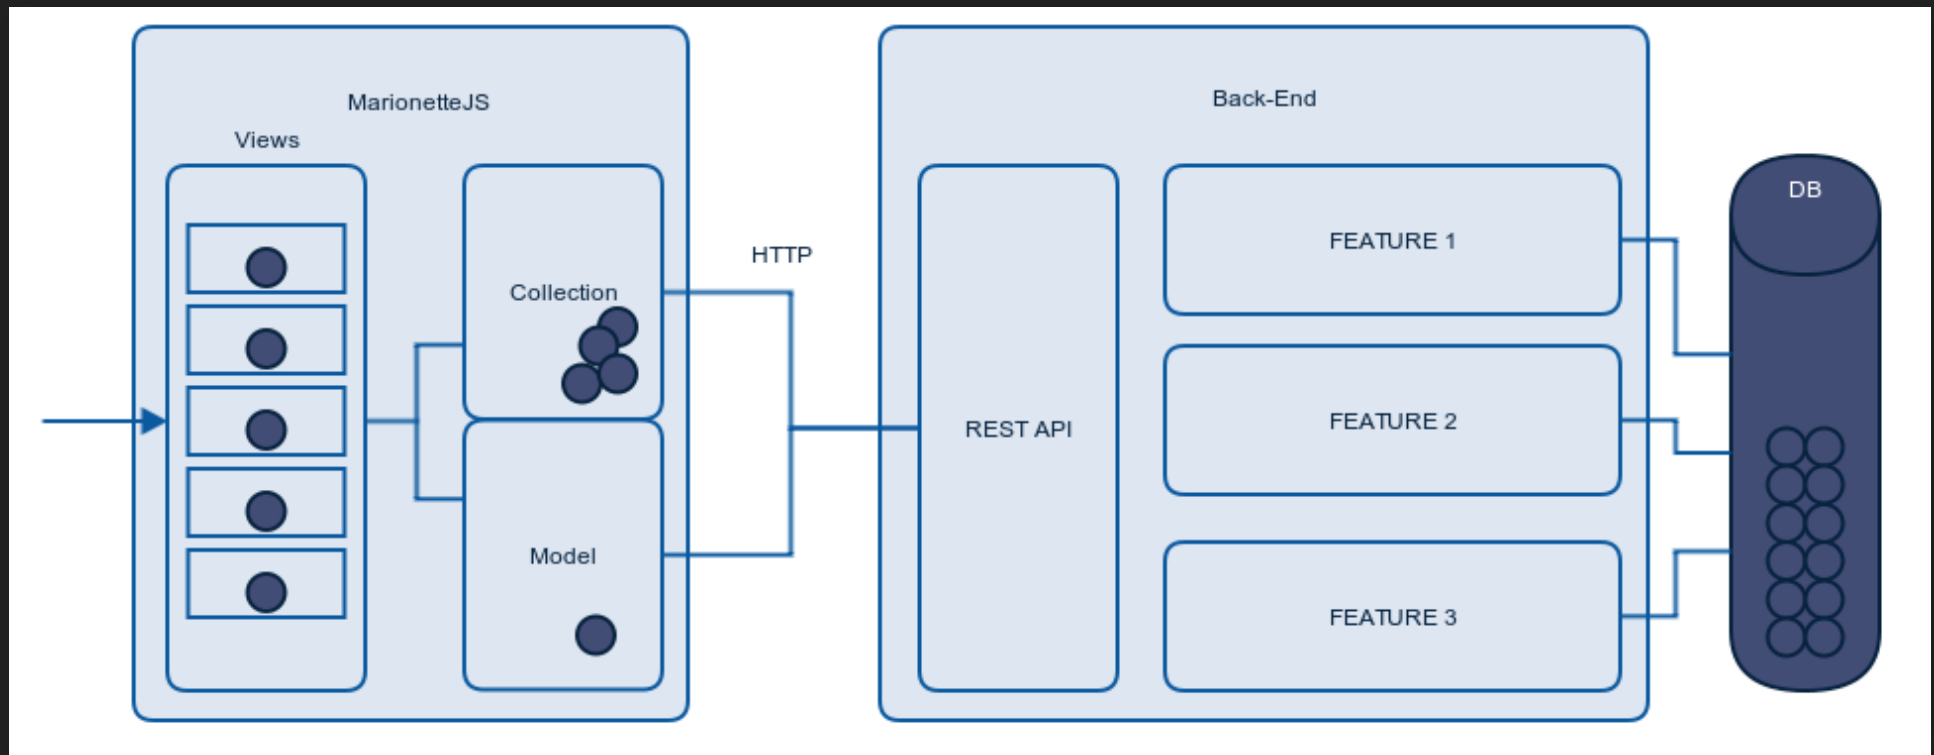 MarionetteJS
Views
Collection
Model
HTTP
Back-End
REST API
FEATURE 1
FEATURE 2
FEATURE 3
DB